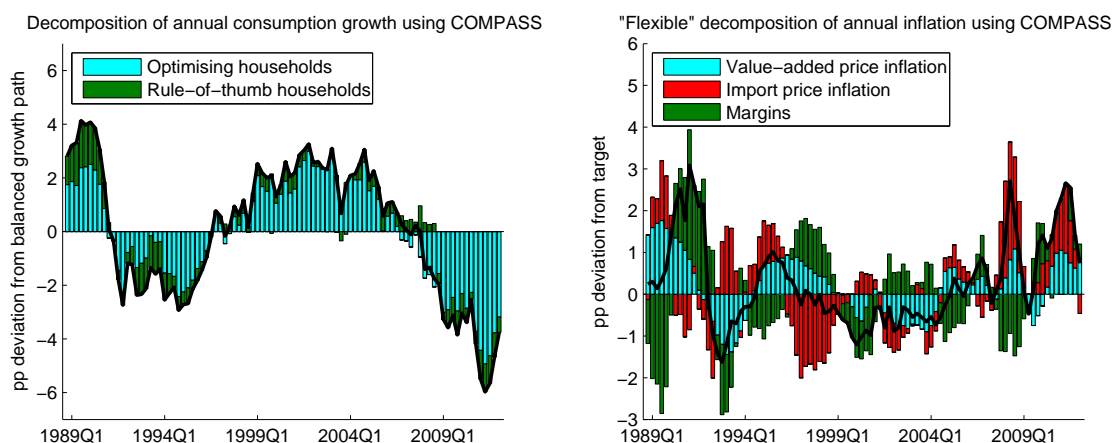 Decomposition of annual consumption growth using COMPASS
pp deviation from balanced growth path
Optimising households
Rule−of−thumb households
6
4
2
0
−2
−4
−6
1989Q1 1994Q1 1999Q1 2004Q1 2009Q1
"Flexible" decomposition of annual inflation using COMPASS
pp deviation from target
Value−added price inflation
Import price inflation
Margins
6
5
4
3
2
1
0
−1
−2
−3
1989Q1 1994Q1 1999Q1 2004Q1 2009Q1